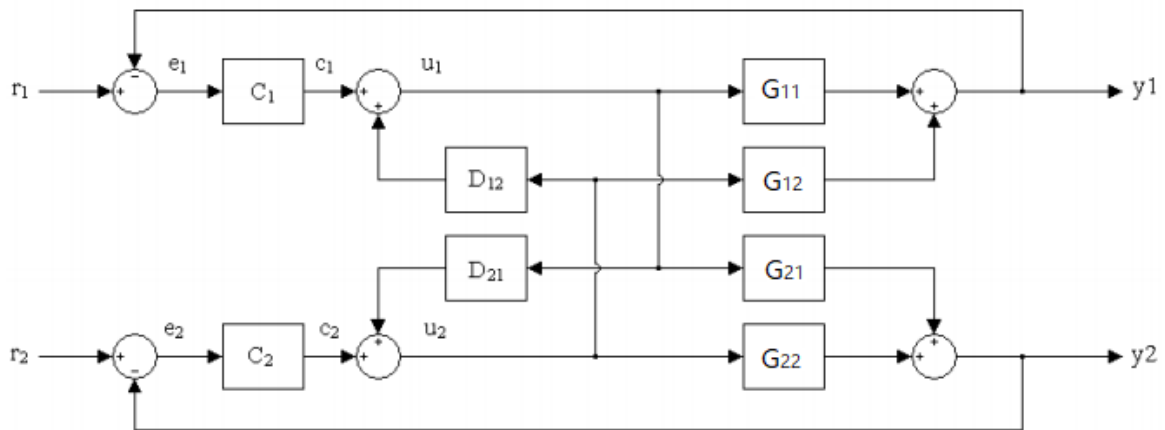 e₁ c₁ u₁
r₁ + - C₁ + + G11 + + y1
D₁₂ G12
D₂₁ G21
e₂ c₂ u₂
r₂ + - C₂ + + G22 + + y2